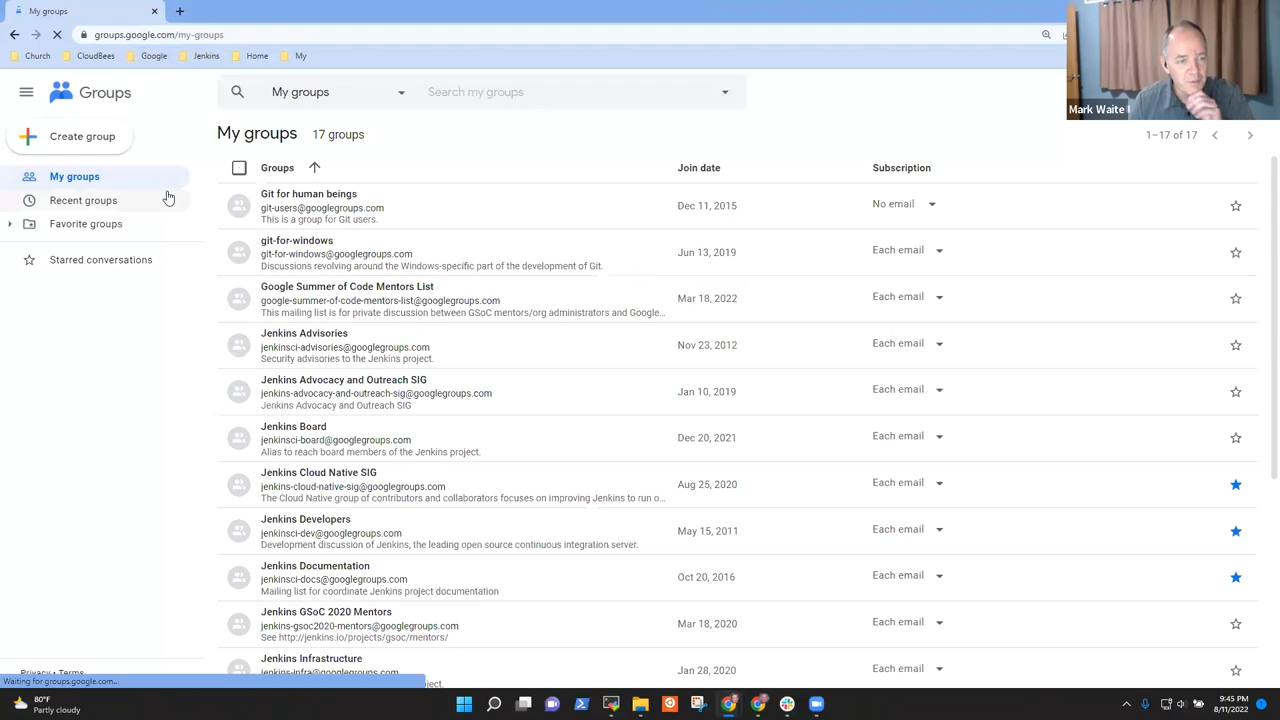 My groups
groups.google.com/my-groups
Church
CloudBees
Google
Jenkins
Home
My
Mark Waite
Groups
My groups
Search my groups
Create group
My groups
Recent groups
Favorite groups
Starred conversations
My groups 17 groups
1–17 of 17
Groups
Join date
Subscription
Git for human beings
git-users@googlegroups.com
This is a group for Git users.
Dec 11, 2015
No email
git-for-windows
git-for-windows@googlegroups.com
Discussions revolving around the Windows-specific part of the development of Git.
Jun 13, 2019
Each email
Google Summer of Code Mentors List
google-summer-of-code-mentors-list@googlegroups.com
This mailing list is for private discussion between GSoC mentors/org administrators and Google...
Mar 18, 2022
Each email
Jenkins Advisories
jenkinsci-advisories@googlegroups.com
Security advisories to the Jenkins project.
Nov 23, 2012
Each email
Jenkins Advocacy and Outreach SIG
jenkins-advocacy-and-outreach-sig@googlegroups.com
Jenkins Advocacy and Outreach SIG
Jan 10, 2019
Each email
Jenkins Board
jenkinsci-board@googlegroups.com
Alias to reach board members of the Jenkins project.
Dec 20, 2021
Each email
Jenkins Cloud Native SIG
jenkins-cloud-native-sig@googlegroups.com
The Cloud Native group of contributors and collaborators focuses on improving Jenkins to run o...
Aug 25, 2020
Each email
Jenkins Developers
jenkinsci-dev@googlegroups.com
Development discussion of Jenkins, the leading open source continuous integration server.
May 15, 2011
Each email
Jenkins Documentation
jenkinsci-docs@googlegroups.com
Mailing list for coordinate Jenkins project documentation
Oct 20, 2016
Each email
Jenkins GSoC 2020 Mentors
jenkins-gsoc2020-mentors@googlegroups.com
See http://jenkins.io/projects/gsoc/mentors/
Mar 18, 2020
Each email
Jenkins Infrastructure
jenkins-infra@googlegroups.com
ject.
Jan 28, 2020
Each email
Privacy • Terms
Waiting for groups.google.com...
80°F
Partly cloudy
9:45 PM
8/11/2022